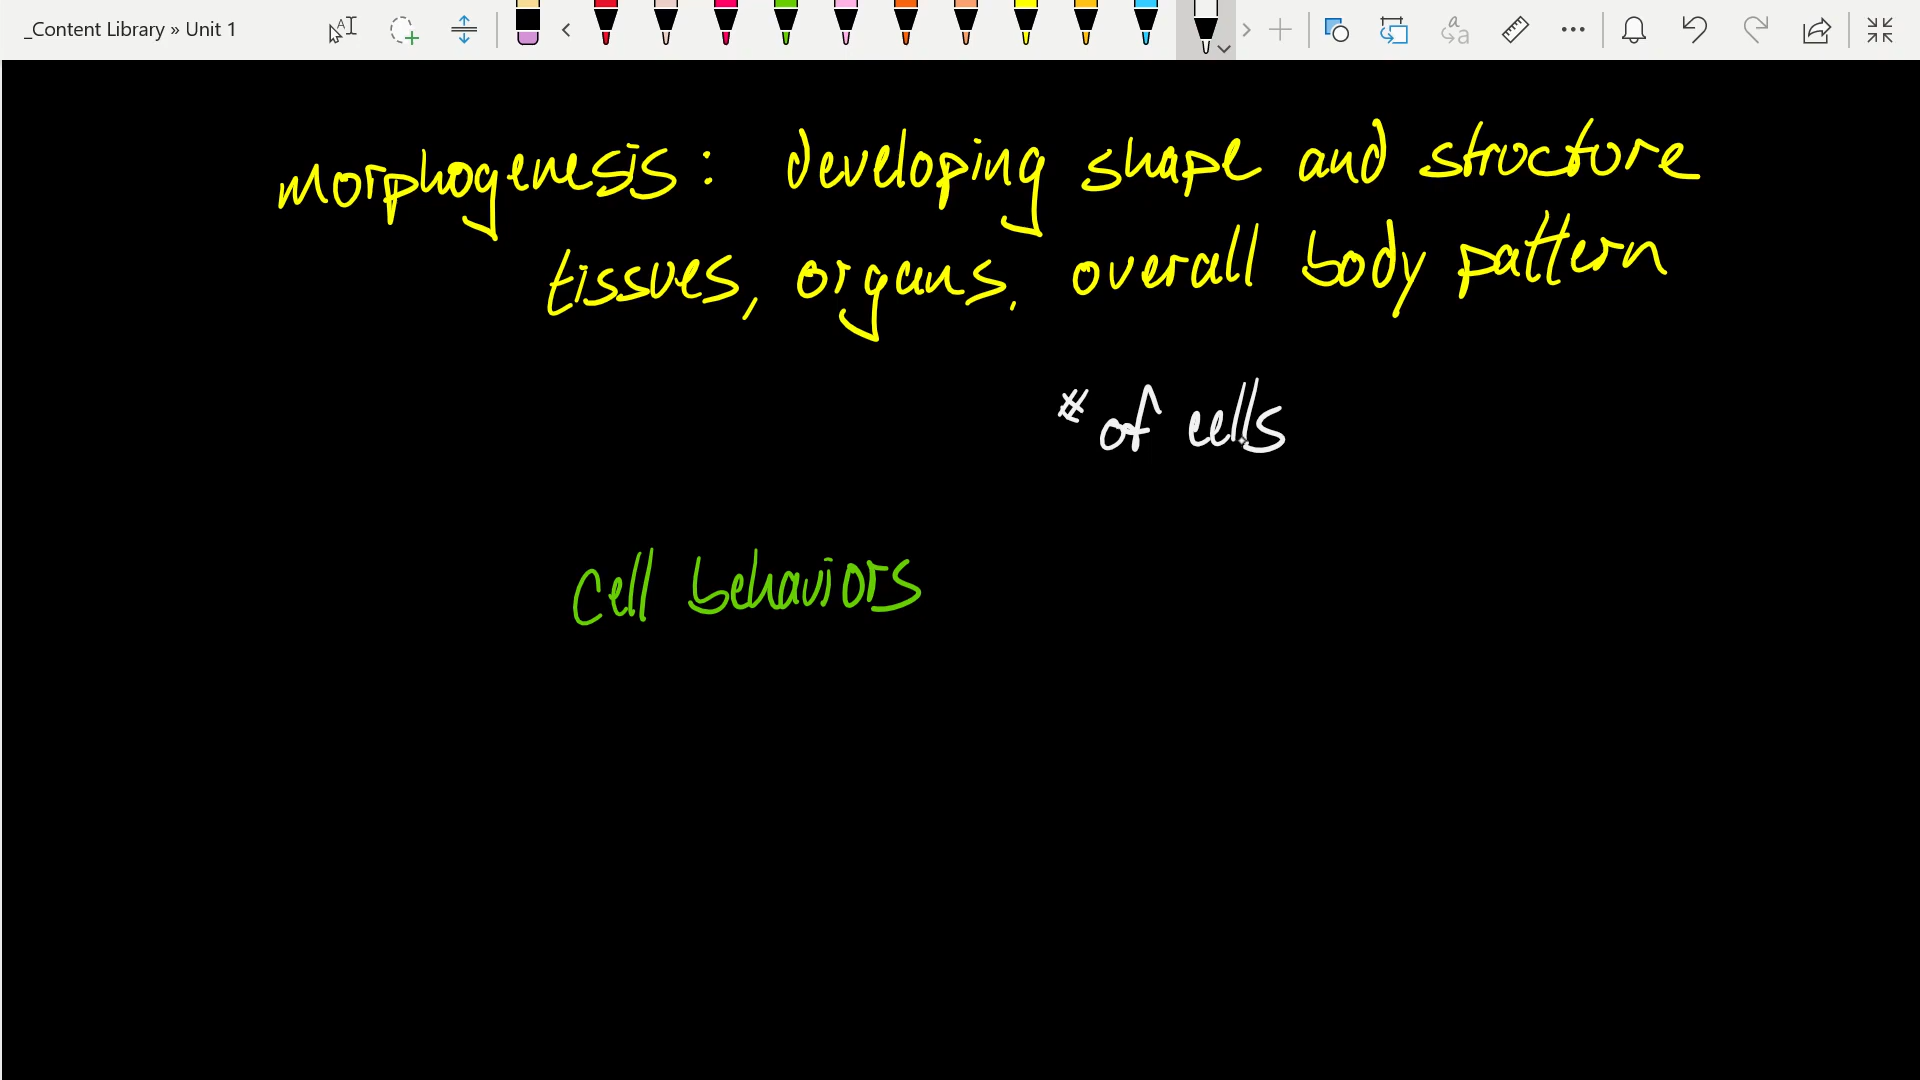 _Content Library » Unit 1
morphogenesis: developing shape and structure
tissues, organs, overall body pattern
# of cells
cell behaviors